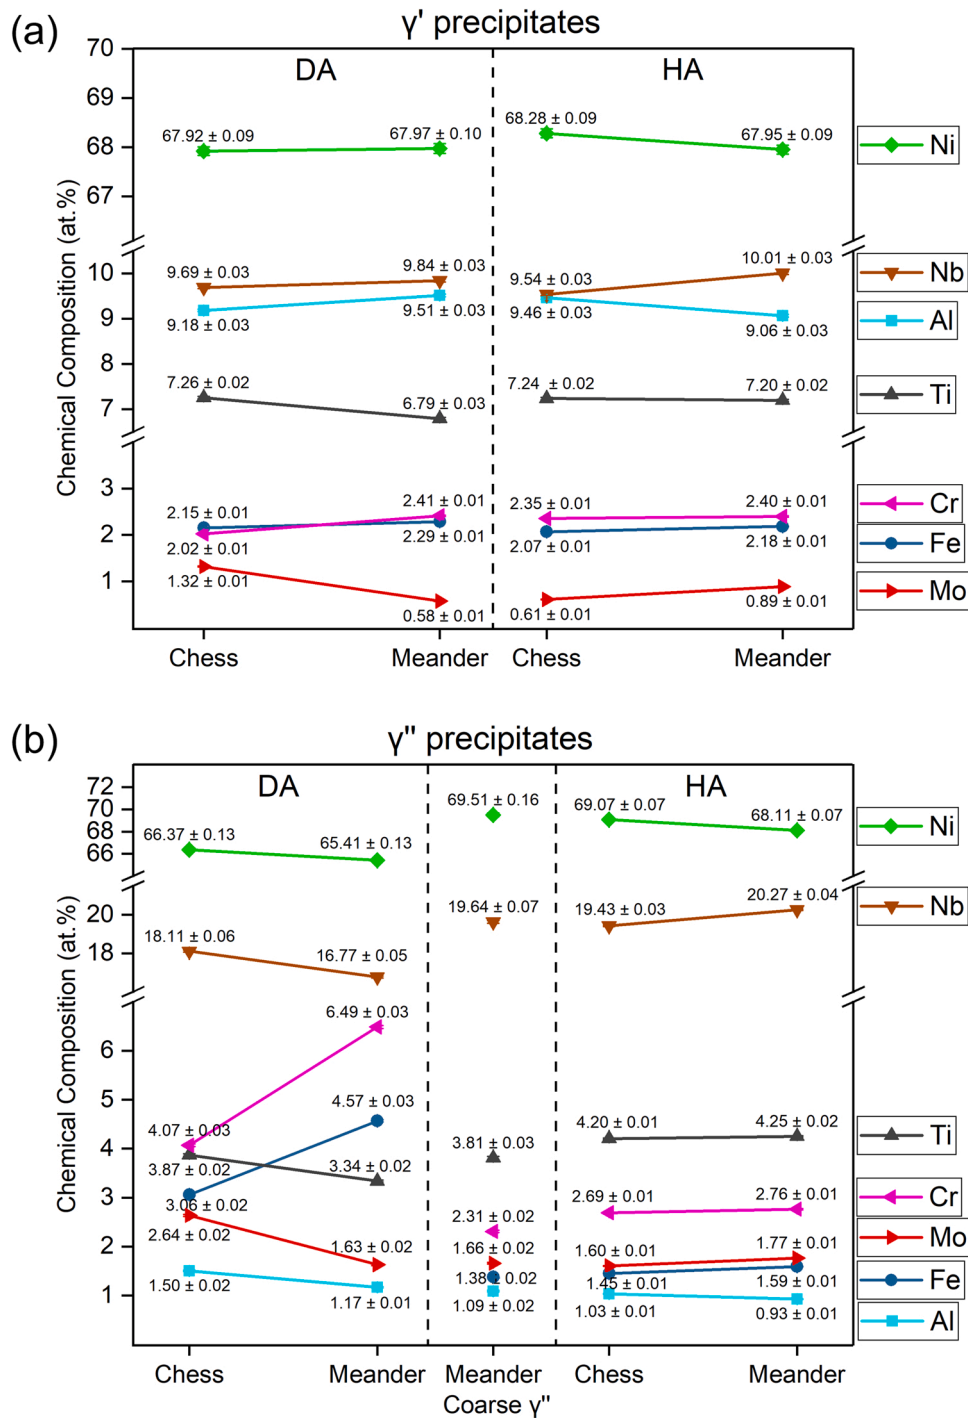 (a)
γ' precipitates
DA
HA
Chemical Composition (at.%)
70
69
68
67
10
9
8
7
3
2
1
67.92 ± 0.09
67.97 ± 0.10
68.28 ± 0.09
67.95 ± 0.09
9.69 ± 0.03
9.84 ± 0.03
9.54 ± 0.03
10.01 ± 0.03
9.18 ± 0.03
9.51 ± 0.03
9.46 ± 0.03
9.06 ± 0.03
7.26 ± 0.02
6.79 ± 0.03
7.24 ± 0.02
7.20 ± 0.02
2.15 ± 0.01
2.41 ± 0.01
2.35 ± 0.01
2.40 ± 0.01
2.02 ± 0.01
2.29 ± 0.01
2.07 ± 0.01
2.18 ± 0.01
1.32 ± 0.01
0.58 ± 0.01
0.61 ± 0.01
0.89 ± 0.01
Chess
Meander
Chess
Meander
Ni
Nb
Al
Ti
Cr
Fe
Mo
(b)
γ'' precipitates
DA
HA
Chemical Composition (at.%)
72
70
68
66
20
18
6
5
4
3
2
1
66.37 ± 0.13
65.41 ± 0.13
69.51 ± 0.16
69.07 ± 0.07
68.11 ± 0.07
18.11 ± 0.06
16.77 ± 0.05
19.64 ± 0.07
19.43 ± 0.03
20.27 ± 0.04
4.07 ± 0.03
6.49 ± 0.03
3.87 ± 0.02
4.57 ± 0.03
3.06 ± 0.02
3.34 ± 0.02
2.64 ± 0.02
1.63 ± 0.02
1.50 ± 0.02
1.17 ± 0.01
3.81 ± 0.03
2.31 ± 0.02
1.66 ± 0.02
1.38 ± 0.02
1.09 ± 0.02
4.20 ± 0.01
4.25 ± 0.02
2.69 ± 0.01
2.76 ± 0.01
1.60 ± 0.01
1.77 ± 0.01
1.45 ± 0.01
1.59 ± 0.01
1.03 ± 0.01
0.93 ± 0.01
Chess
Meander
Meander
Coarse γ''
Chess
Meander
Ni
Nb
Ti
Cr
Mo
Fe
Al